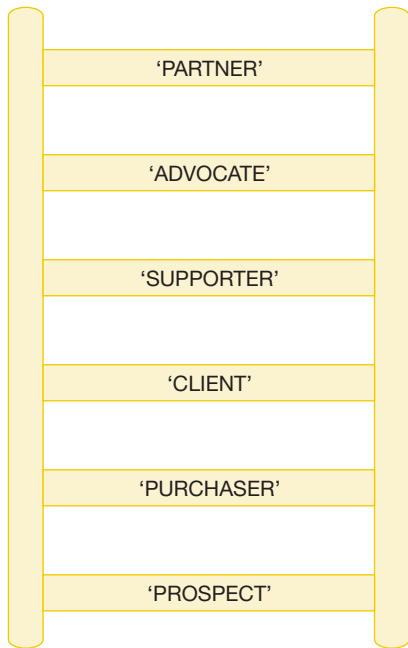 ‘PARTNER’
‘ADVOCATE’
‘SUPPORTER’
‘CLIENT’
‘PURCHASER’
‘PROSPECT’